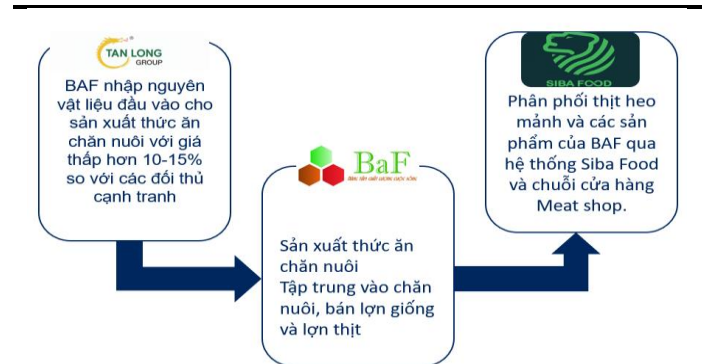 TAN LONG
GROUP
BAF nhập nguyên
vật liệu đầu vào cho
sản xuất thức ăn
chăn nuôi với giá
thấp hơn 10-15%
so với các đối thủ
cạnh tranh
BaF
Sản xuất thức ăn
chăn nuôi
Tập trung vào chăn
nuôi, bán lợn giống
và lợn thịt
SIBA FOOD
Phân phối thịt heo
mảnh và các sản
phẩm của BAF qua
hệ thống Siba Food
và chuỗi cửa hàng
Meat shop.